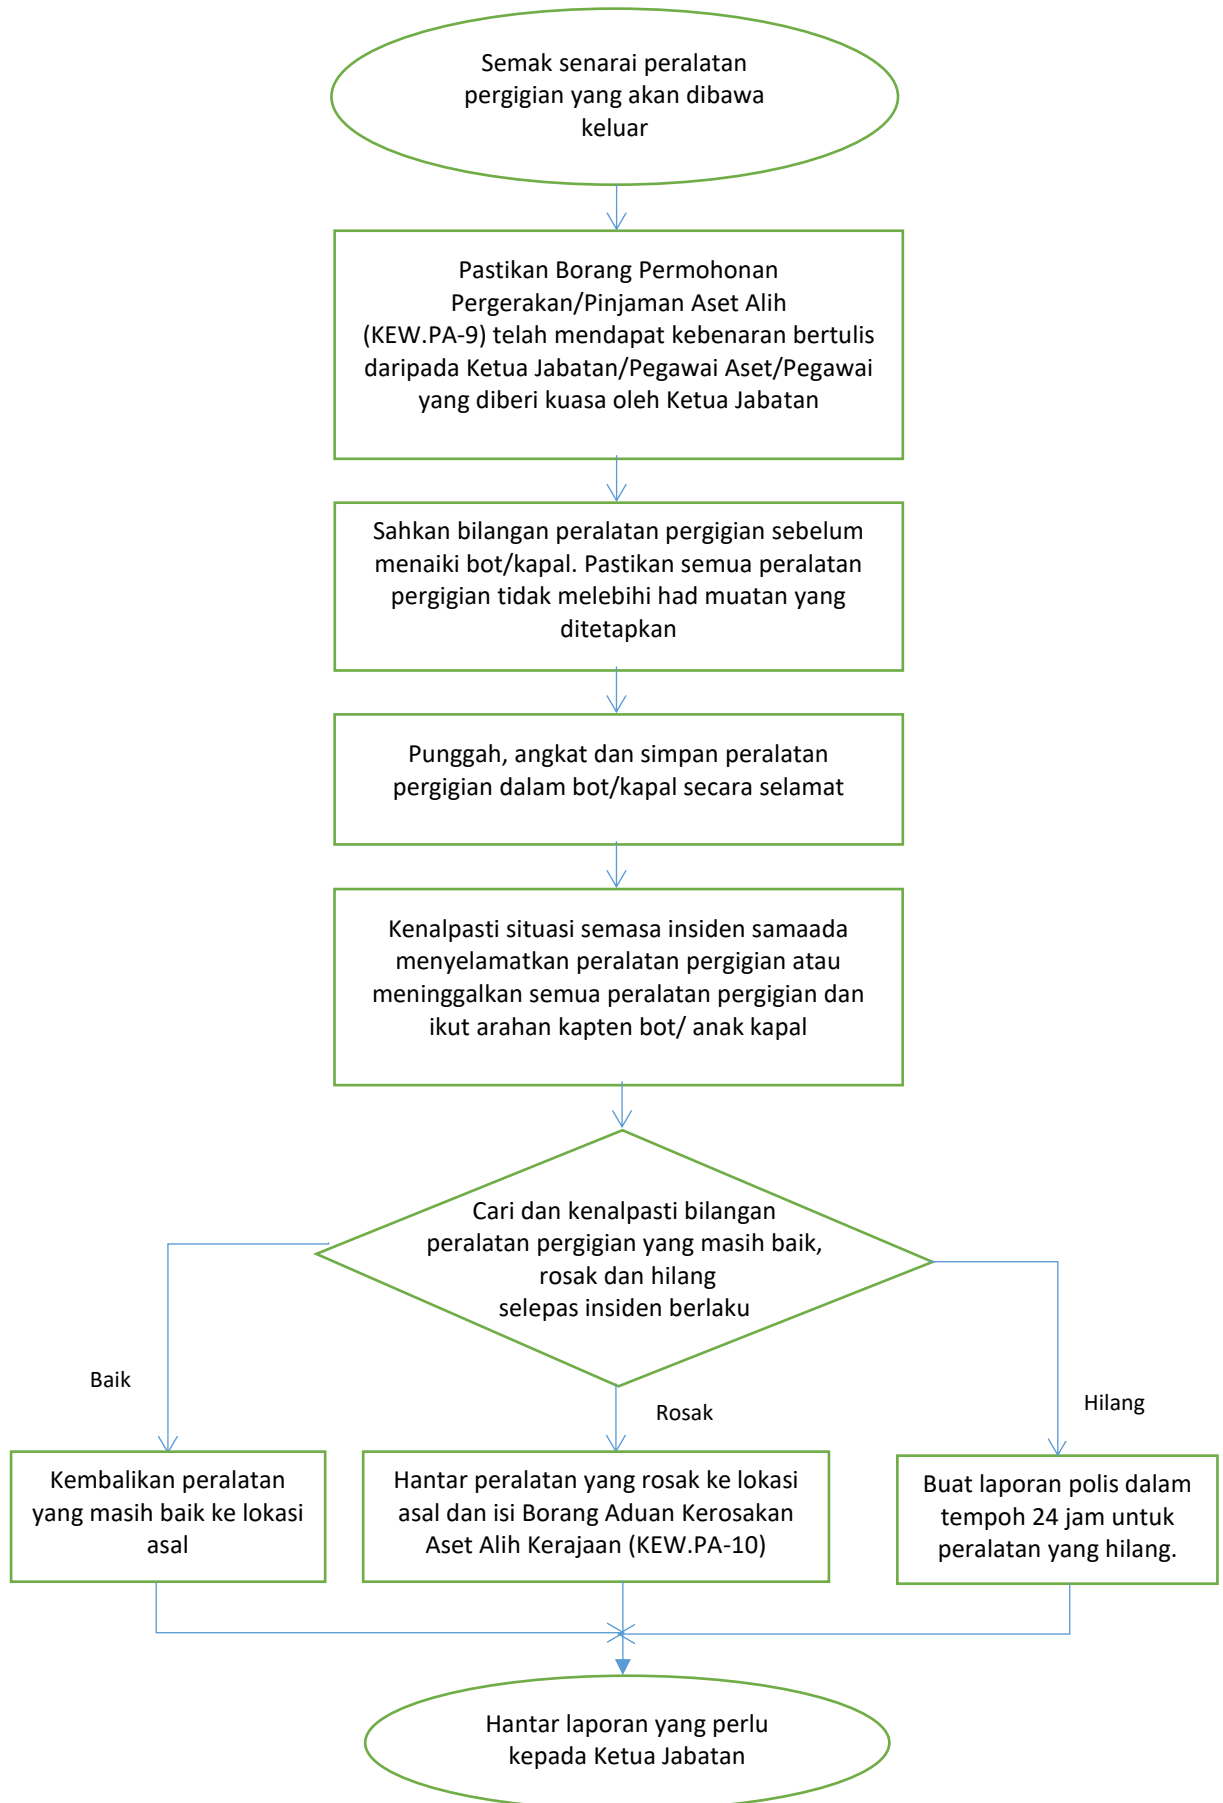 Semak senarai peralatan
pergigian yang akan dibawa
keluar
Pastikan Borang Permohonan
Pergerakan/Pinjaman Aset Alih
(KEW.PA-9) telah mendapat kebenaran bertulis
daripada Ketua Jabatan/Pegawai Aset/Pegawai
yang diberi kuasa oleh Ketua Jabatan
Sahkan bilangan peralatan pergigian sebelum
menaiki bot/kapal. Pastikan semua peralatan
pergigian tidak melebihi had muatan yang
ditetapkan
Punggah, angkat dan simpan peralatan
pergigian dalam bot/kapal secara selamat
Kenalpasti situasi semasa insiden samaada
menyelamatkan peralatan pergigian atau
meninggalkan semua peralatan pergigian dan
ikut arahan kapten bot/ anak kapal
Cari dan kenalpasti bilangan
peralatan pergigian yang masih baik,
rosak dan hilang
selepas insiden berlaku
Baik
Rosak
Hilang
Kembalikan peralatan
yang masih baik ke lokasi
asal
Hantar peralatan yang rosak ke lokasi
asal dan isi Borang Aduan Kerosakan
Aset Alih Kerajaan (KEW.PA-10)
Buat laporan polis dalam
tempoh 24 jam untuk
peralatan yang hilang.
Hantar laporan yang perlu
kepada Ketua Jabatan